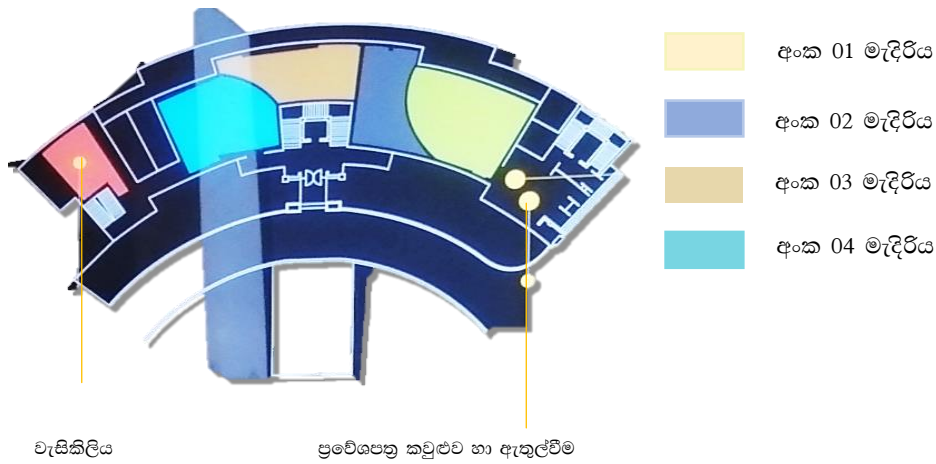 අංක 01 මැදිරිය
අංක 02 මැදිරිය
අංක 03 මැදිරිය
අංක 04 මැදිරිය
වැසිකිලිය
ප්‍රවේශපත්‍ර කවුළුව හා ඇතුල්වීම